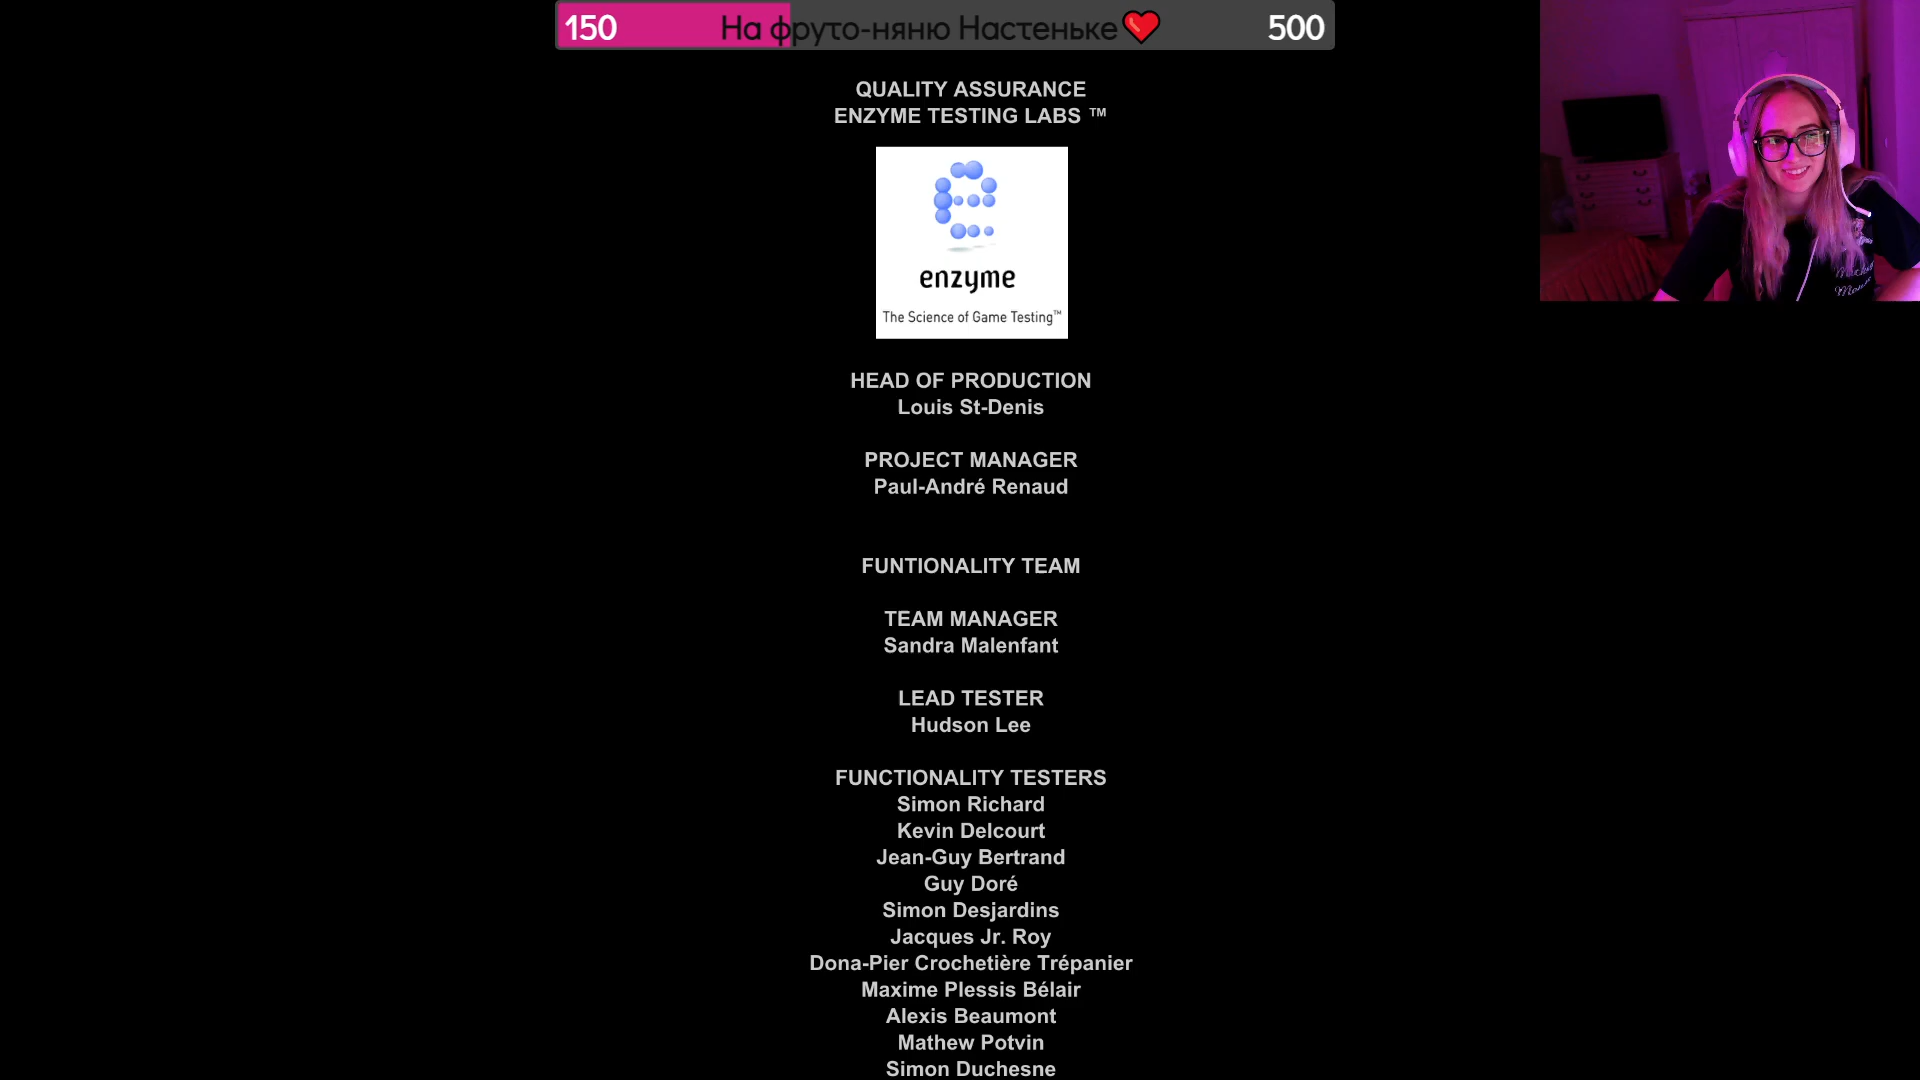 150 На фруто-няню Настеньке❤️ 500
QUALITY ASSURANCE
ENZYME TESTING LABS ™
enzyme
The Science of Game Testing™
HEAD OF PRODUCTION
Louis St-Denis
PROJECT MANAGER
Paul-André Renaud
FUNTIONALITY TEAM
TEAM MANAGER
Sandra Malenfant
LEAD TESTER
Hudson Lee
FUNCTIONALITY TESTERS
Simon Richard
Kevin Delcourt
Jean-Guy Bertrand
Guy Doré
Simon Desjardins
Jacques Jr. Roy
Dona-Pier Crochetière Trépanier
Maxime Plessis Bélair
Alexis Beaumont
Mathew Potvin
Simon Duchesne